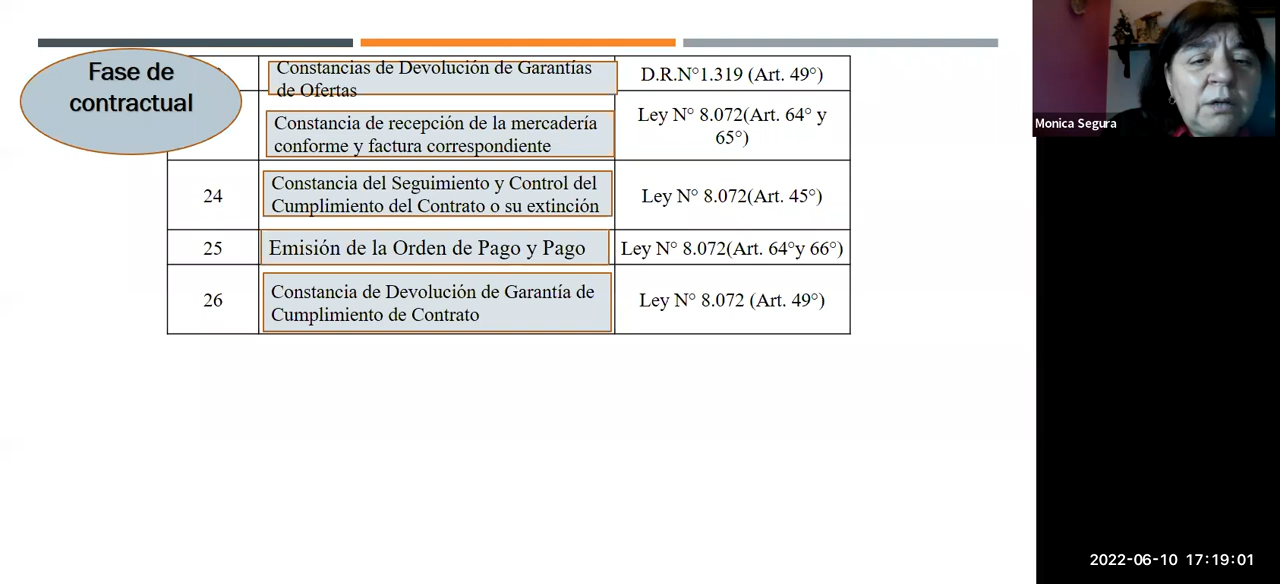 Fase de
contractual
Constancias de Devolución de Garantías
de Ofertas
D.R.N°1.319 (Art. 49°)
Constancia de recepción de la mercadería
conforme y factura correspondiente
Ley N° 8.072(Art. 64° y
65°)
24
Constancia del Seguimiento y Control del
Cumplimiento del Contrato o su extinción
Ley N° 8.072(Art. 45°)
25
Emisión de la Orden de Pago y Pago
Ley N° 8.072(Art. 64°y 66°)
26
Constancia de Devolución de Garantía de
Cumplimiento de Contrato
Ley N° 8.072 (Art. 49°)
Monica Segura
2022-06-10 17:19:01